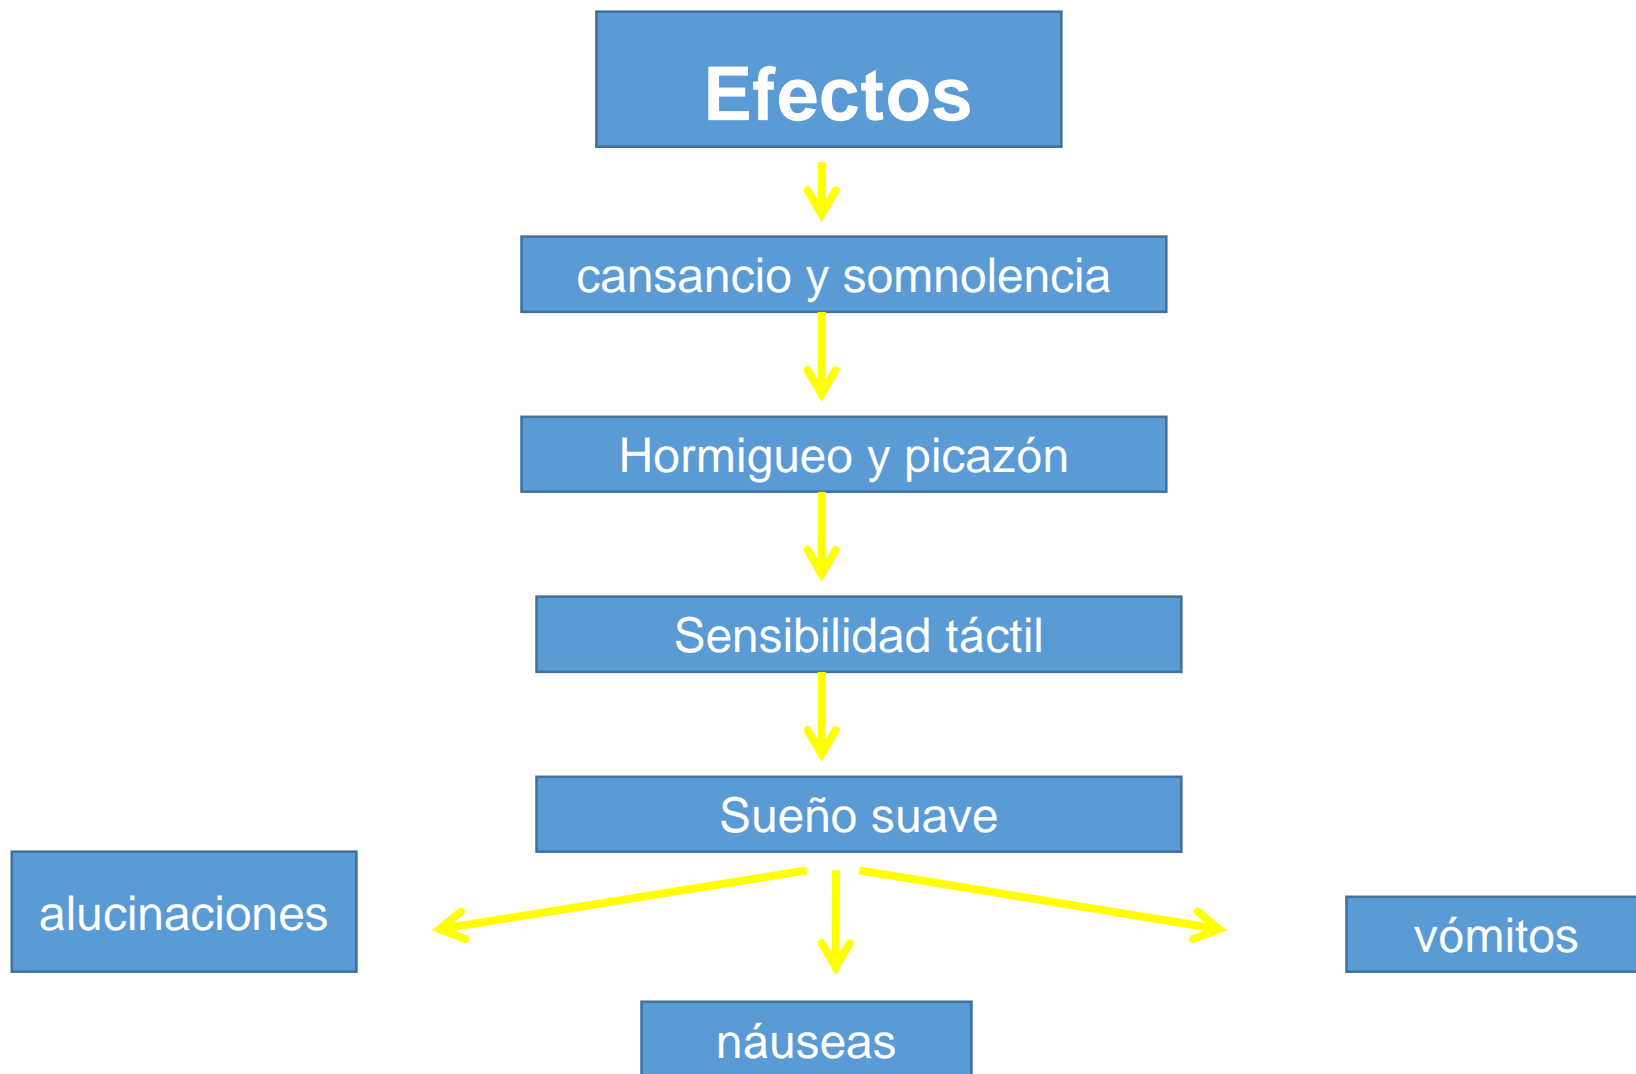 Efectos
cansancio y somnolencia
Hormigueo y picazón
Sensibilidad táctil
Sueño suave
alucinaciones
vómitos
náuseas